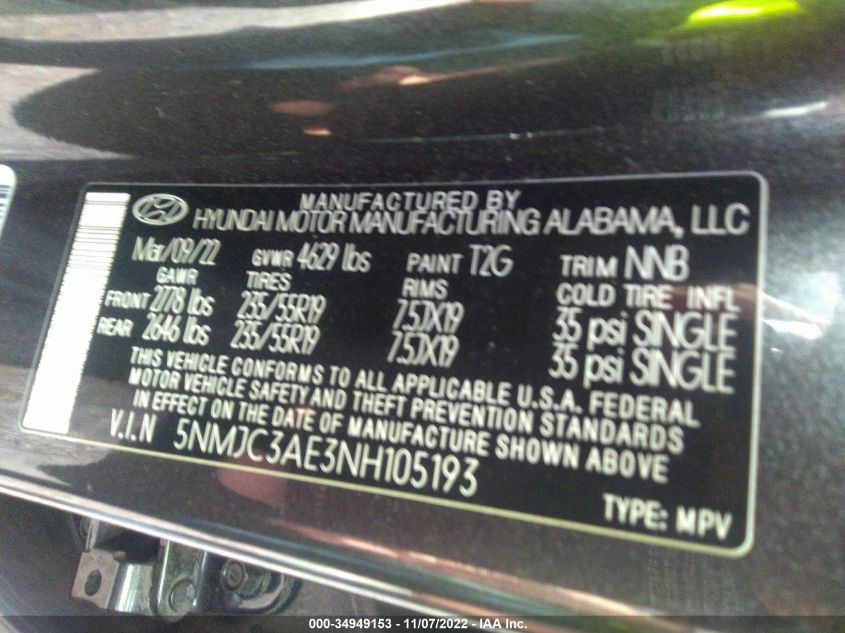 MANUFACTURED BY
HYUNDAI MOTOR MANUFACTURING ALABAMA, LLC
Mar/09/22 GVWR 4629 lbs PAINT T2G TRIM NNB
GAWR TIRES RIMS COLD TIRE INFL
FRONT 2778 lbs 235/55R19 7.5JX19 35 psi SINGLE
REAR 2646 lbs 235/55R19 7.5JX19 35 psi SINGLE
THIS VEHICLE CONFORMS TO ALL APPLICABLE U.S.A. FEDERAL
MOTOR VEHICLE SAFETY AND THEFT PREVENTION STANDARDS
IN EFFECT ON THE DATE OF MANUFACTURE SHOWN ABOVE
V.I.N 5NMJC3AE3NH105193
TYPE: MPV
000-34949153 - 11/07/2022 - IAA Inc.